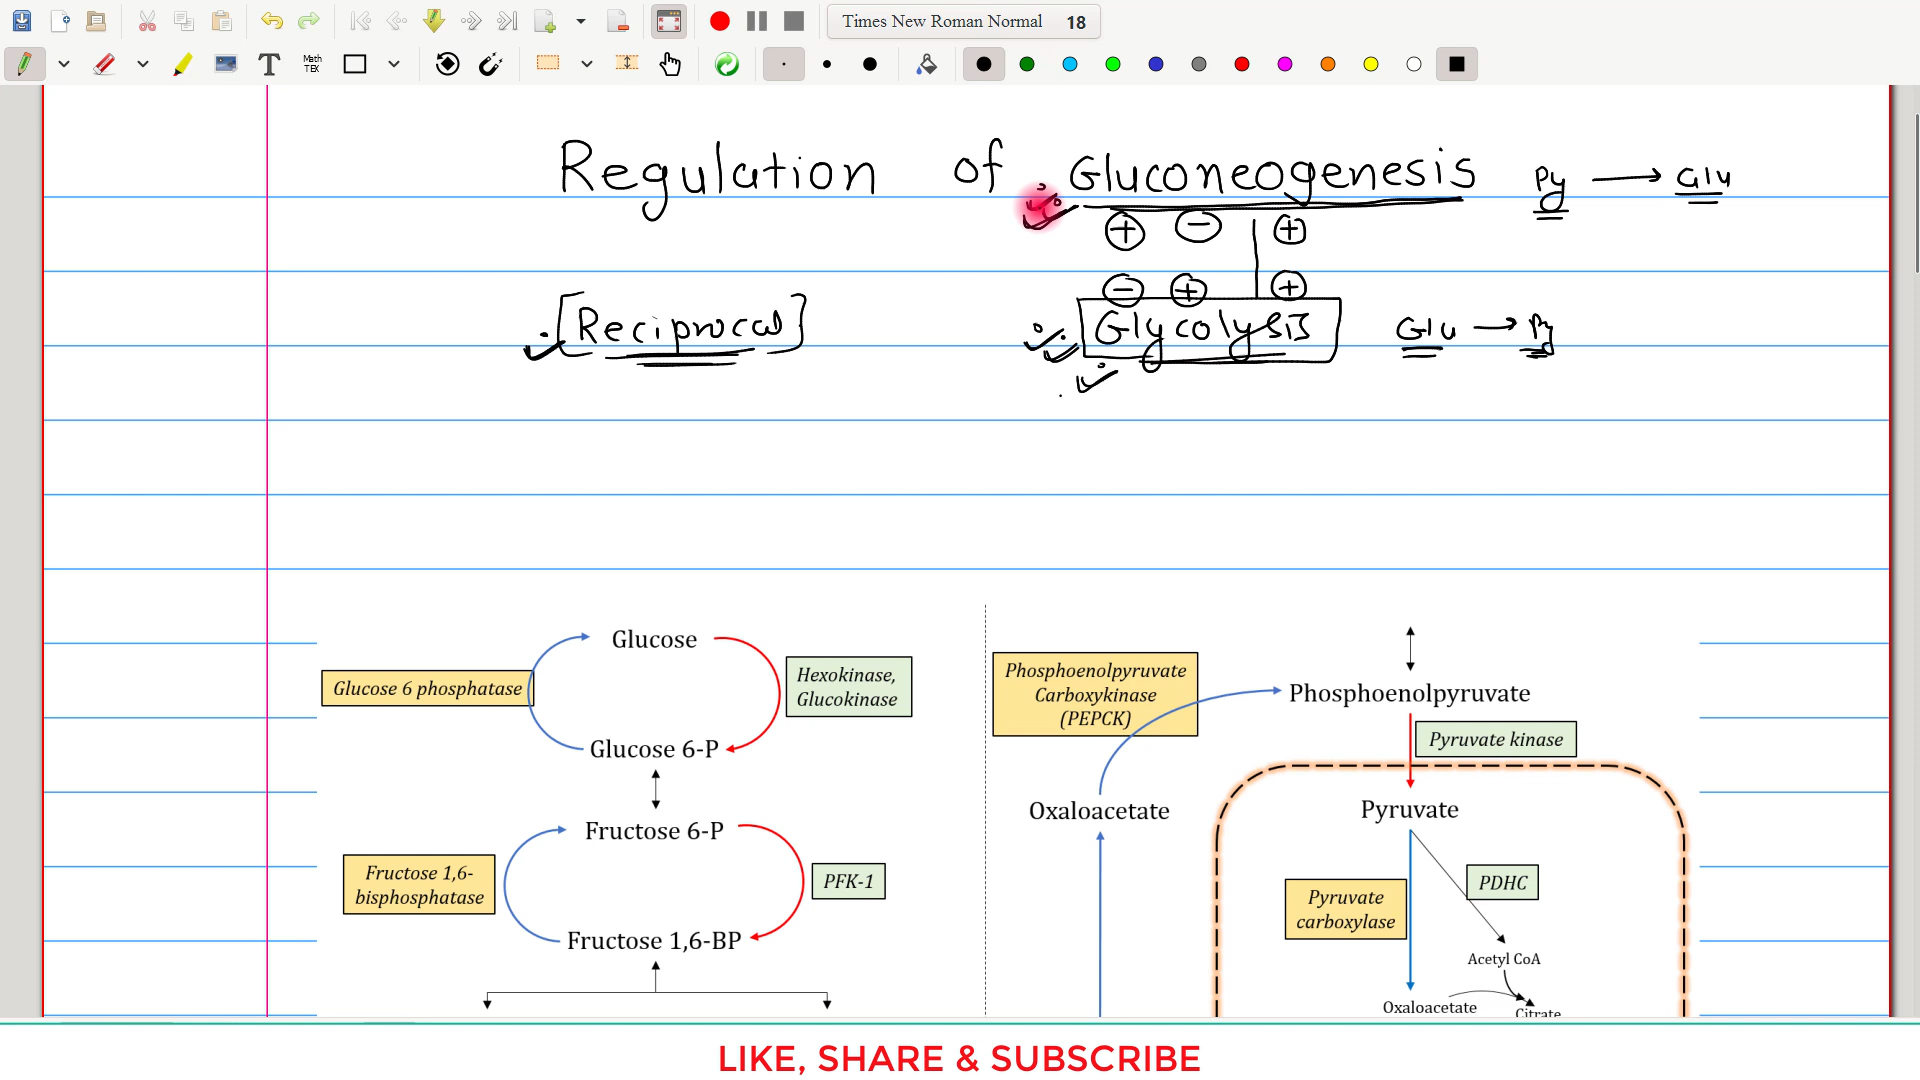 Times New Roman Normal 18
Math
TEX
T
Regulation of Gluconeogenesis Py → Glu
+ − +
− + +
[Reciprocal] Glycolysis Glu → Py
Glucose
Glucose 6 phosphatase
Hexokinase,
Glucokinase
Glucose 6-P
Fructose 6-P
Fructose 1,6-
bisphosphatase
PFK-1
Fructose 1,6-BP
Phosphoenolpyruvate
Carboxykinase
(PEPCK)
Phosphoenolpyruvate
Pyruvate kinase
Oxaloacetate
Pyruvate
PDHC
Pyruvate
carboxylase
Acetyl CoA
Oxaloacetate
Citrate
LIKE, SHARE & SUBSCRIBE